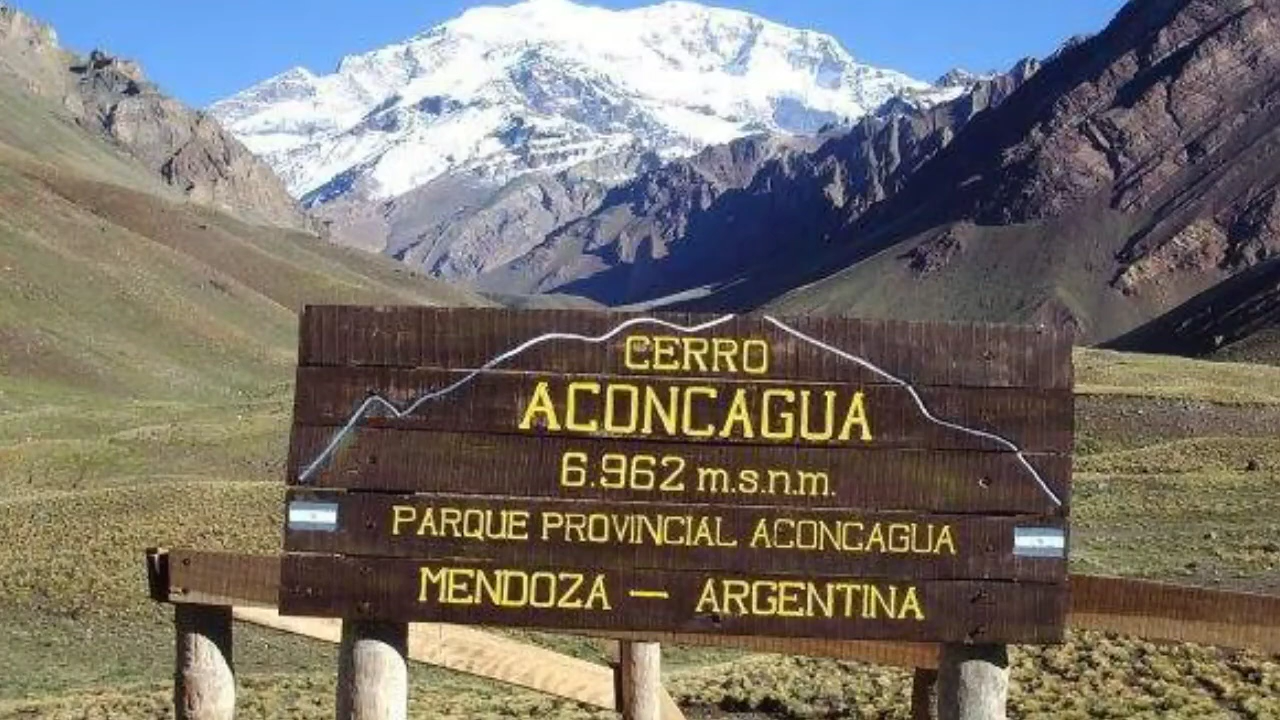 CERRO
ACONCAGUA
6.962 m.s.n.m.
PARQUE PROVINCIAL ACONCAGUA
MENDOZA — ARGENTINA